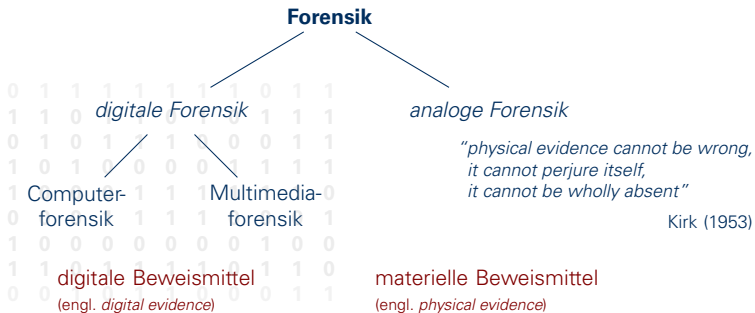 Forensik
digitale Forensik
analoge Forensik
"physical evidence cannot be wrong,
it cannot perjure itself,
it cannot be wholly absent"
Kirk (1953)
Computer-
forensik
Multimedia-
forensik
digitale Beweismittel
(engl. digital evidence)
materielle Beweismittel
(engl. physical evidence)